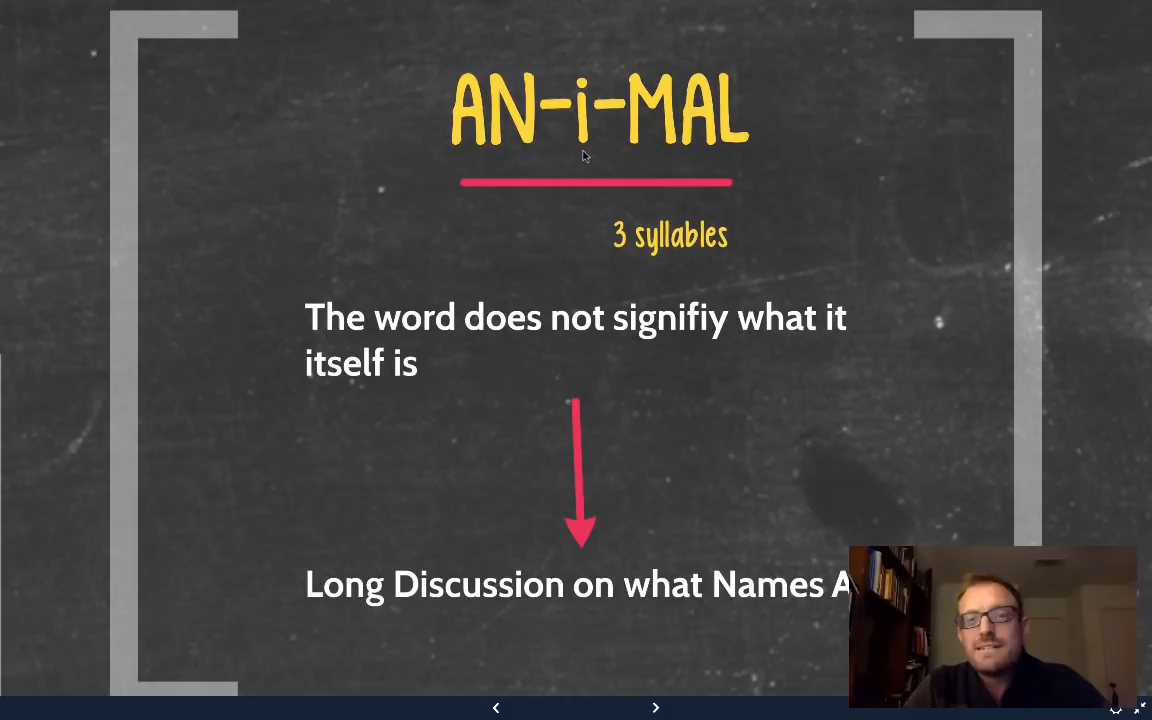 AN-i-MAL
3 syllables
The word does not signifiy what it
itself is
Long Discussion on what Names A